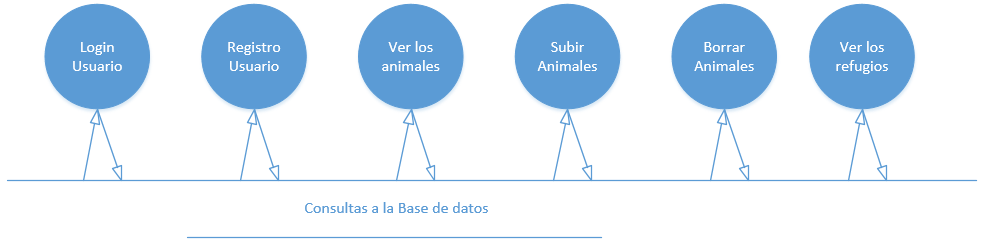 Login
Usuario
Registro
Usuario
Ver los
animales
Subir
Animales
Borrar
Animales
Ver los
refugios
Consultas a la Base de datos